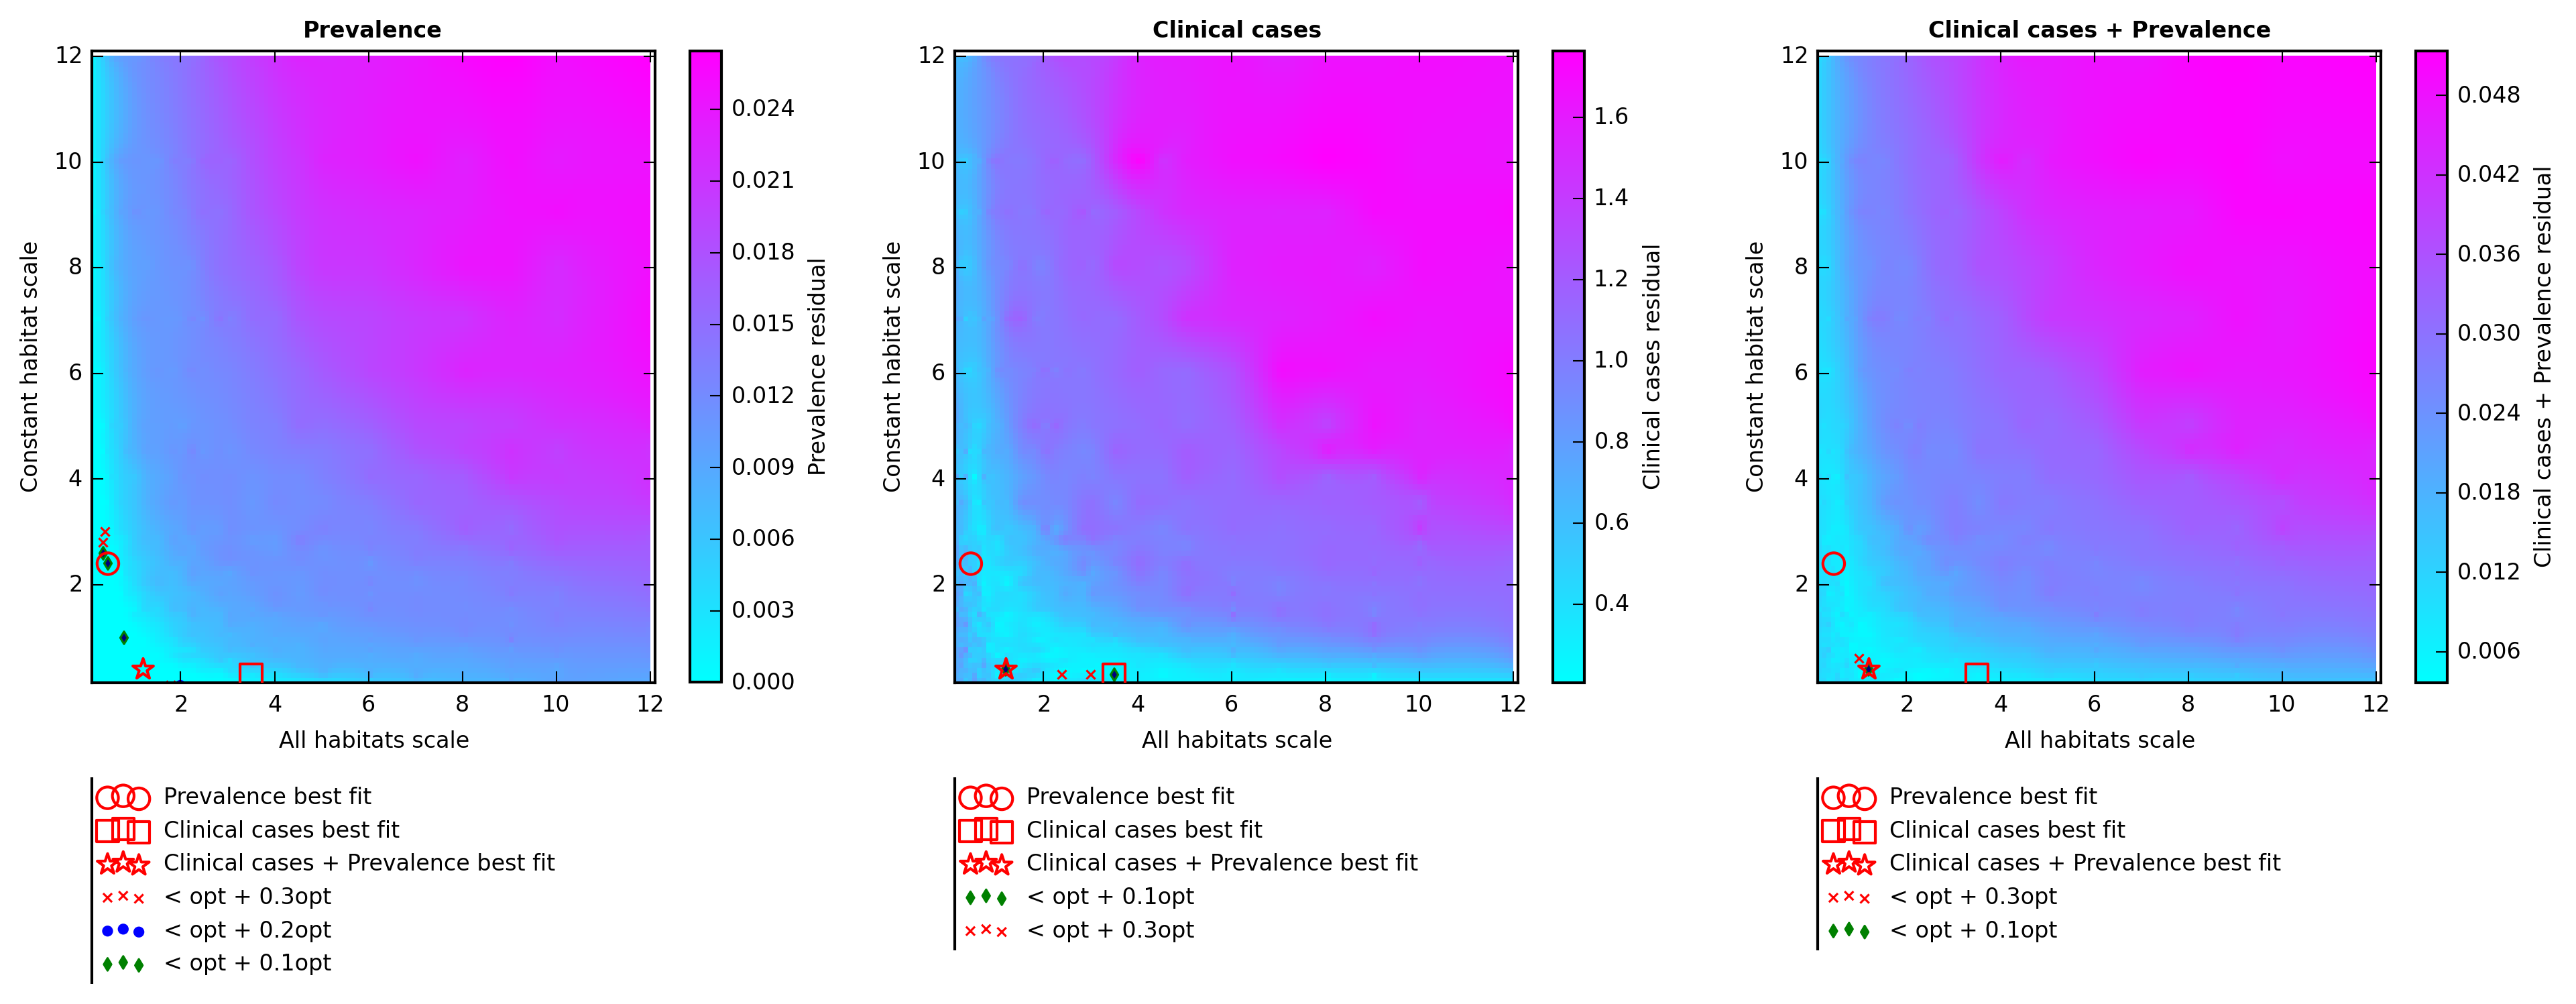 Prevalence
12
10
8
6
4
2
2 4 6 8 10 12
Constant habitat scale
All habitats scale
0.024
0.021
0.018
0.015
0.012
0.009
0.006
0.003
0.000
Prevalence residual
Prevalence best fit
Clinical cases best fit
Clinical cases + Prevalence best fit
< opt + 0.3opt
< opt + 0.2opt
< opt + 0.1opt
Clinical cases
12
10
8
6
4
2
2 4 6 8 10 12
Constant habitat scale
All habitats scale
1.6
1.4
1.2
1.0
0.8
0.6
0.4
Clinical cases residual
Prevalence best fit
Clinical cases best fit
Clinical cases + Prevalence best fit
< opt + 0.1opt
< opt + 0.3opt
Clinical cases + Prevalence
12
10
8
6
4
2
2 4 6 8 10 12
Constant habitat scale
All habitats scale
0.048
0.042
0.036
0.030
0.024
0.018
0.012
0.006
Clinical cases + Prevalence residual
Prevalence best fit
Clinical cases best fit
Clinical cases + Prevalence best fit
< opt + 0.3opt
< opt + 0.1opt